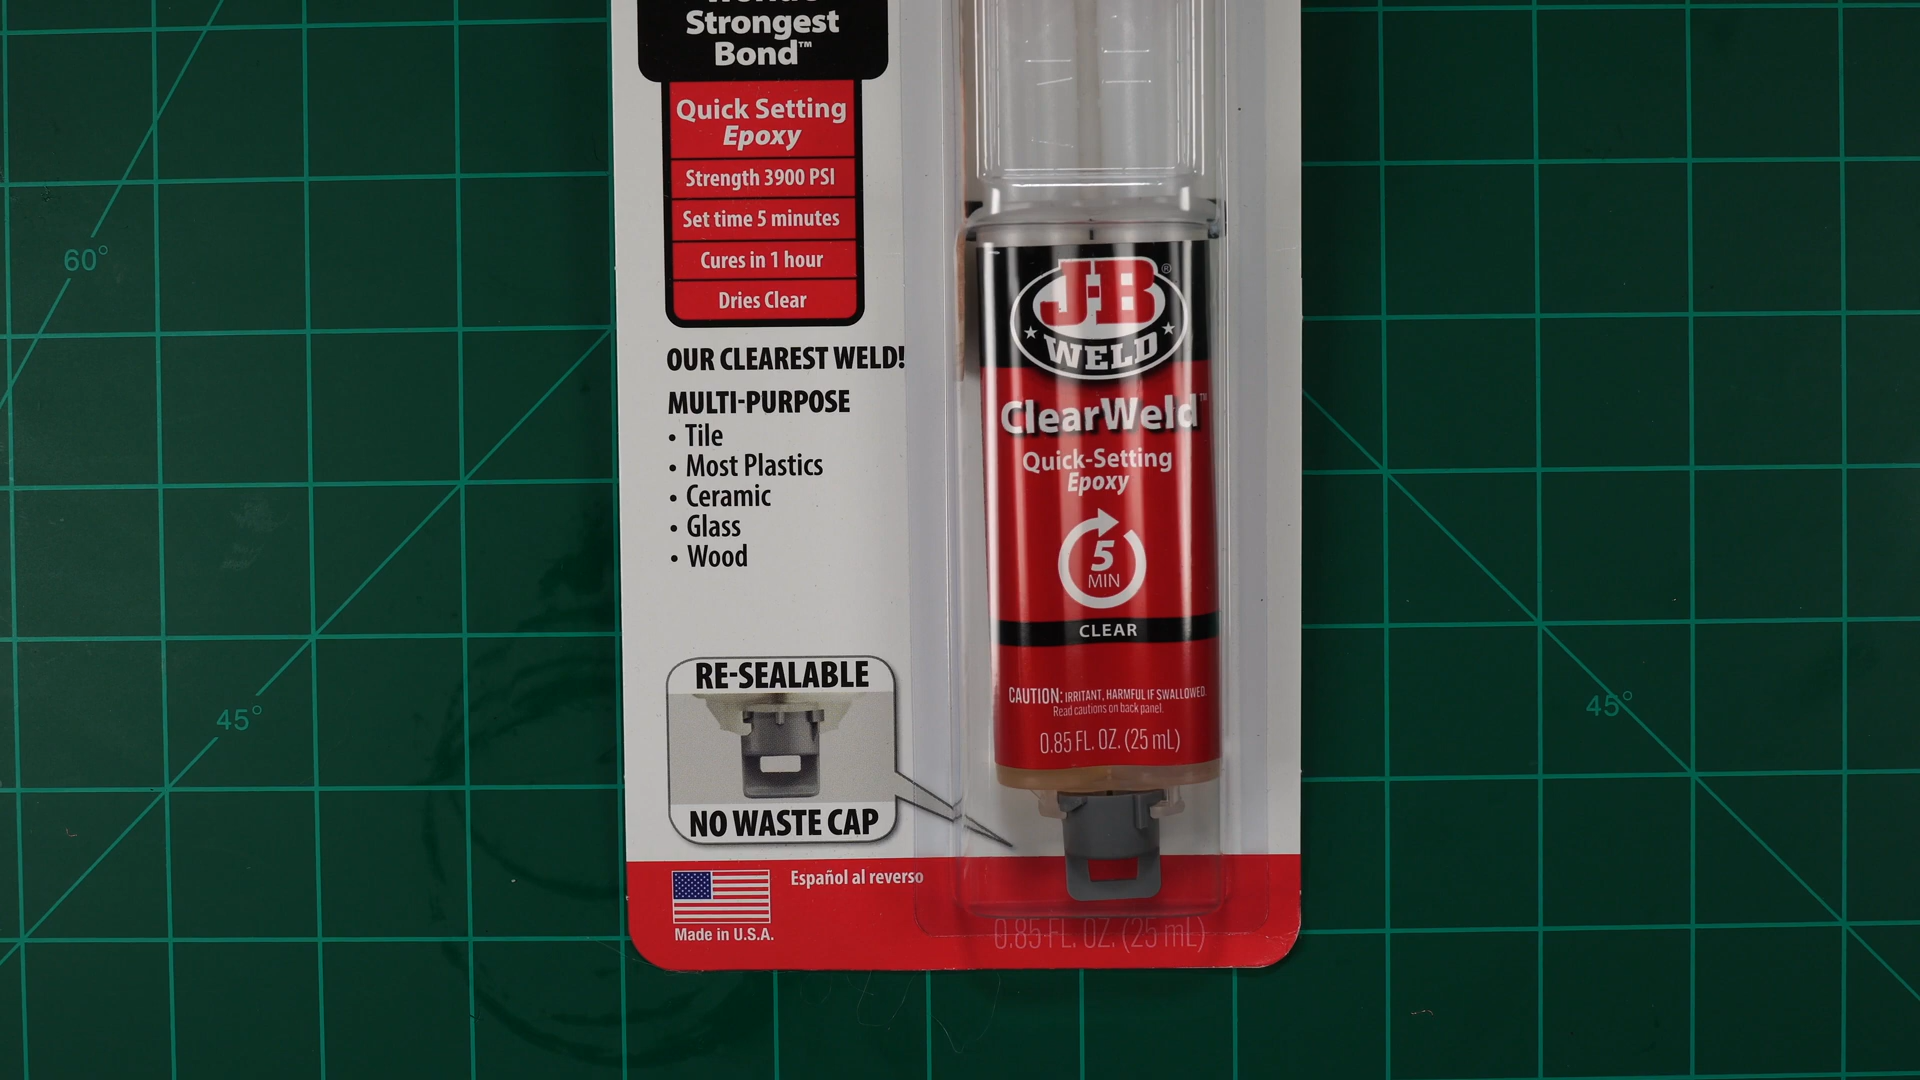 Strongest
Bond™
Quick Setting
Epoxy
Strength 3900 PSI
Set time 5 minutes
Cures in 1 hour
Dries Clear
OUR CLEAREST WELD!
MULTI-PURPOSE
• Tile
• Most Plastics
• Ceramic
• Glass
• Wood
RE-SEALABLE
NO WASTE CAP
Made in U.S.A.
Español al reverso
0.85 FL. OZ. (25 mL)
J-B
WELD
®
ClearWeld™
Quick-Setting
Epoxy
5
MIN
CLEAR
CAUTION: IRRITANT, HARMFUL IF SWALLOWED.
Read cautions on back panel.
0.85 FL. OZ. (25 mL)
60°
45°
45°